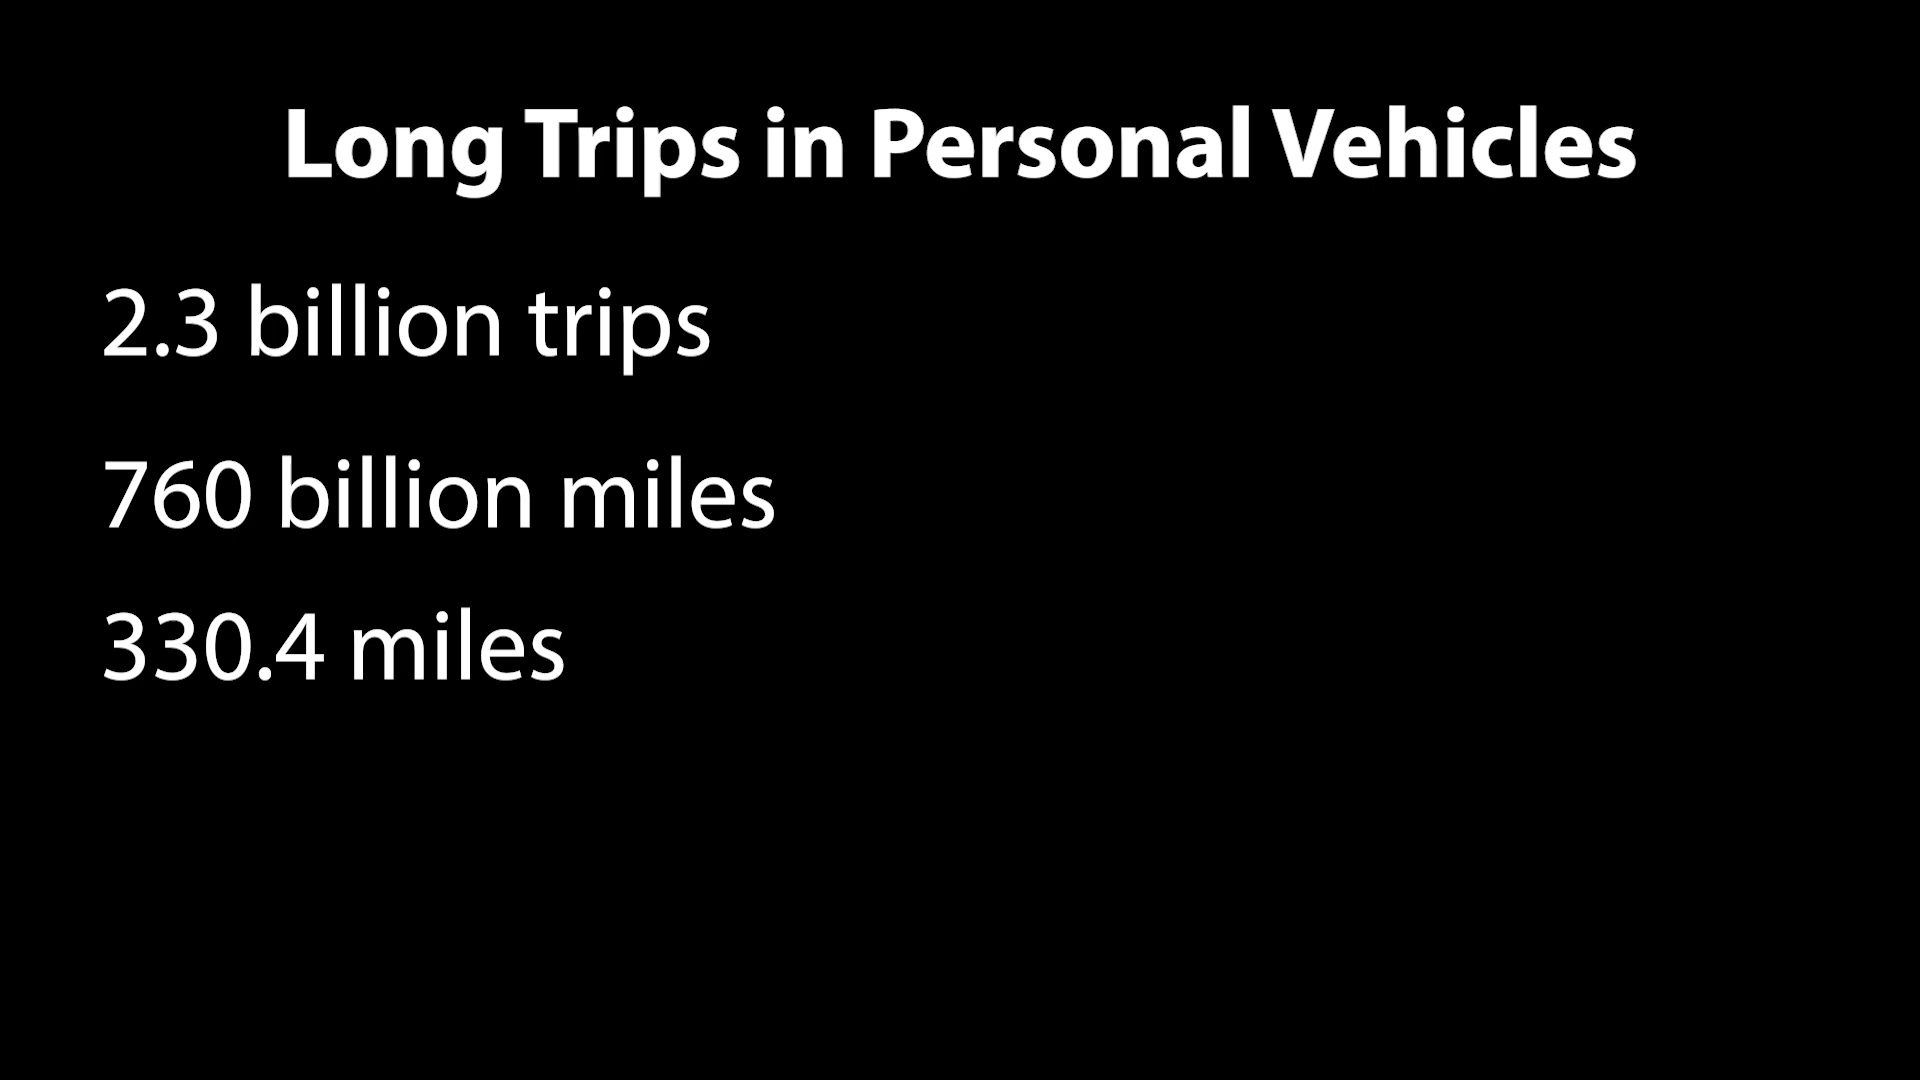 Long Trips in Personal Vehicles
2.3 billion trips
760 billion miles
330.4 miles